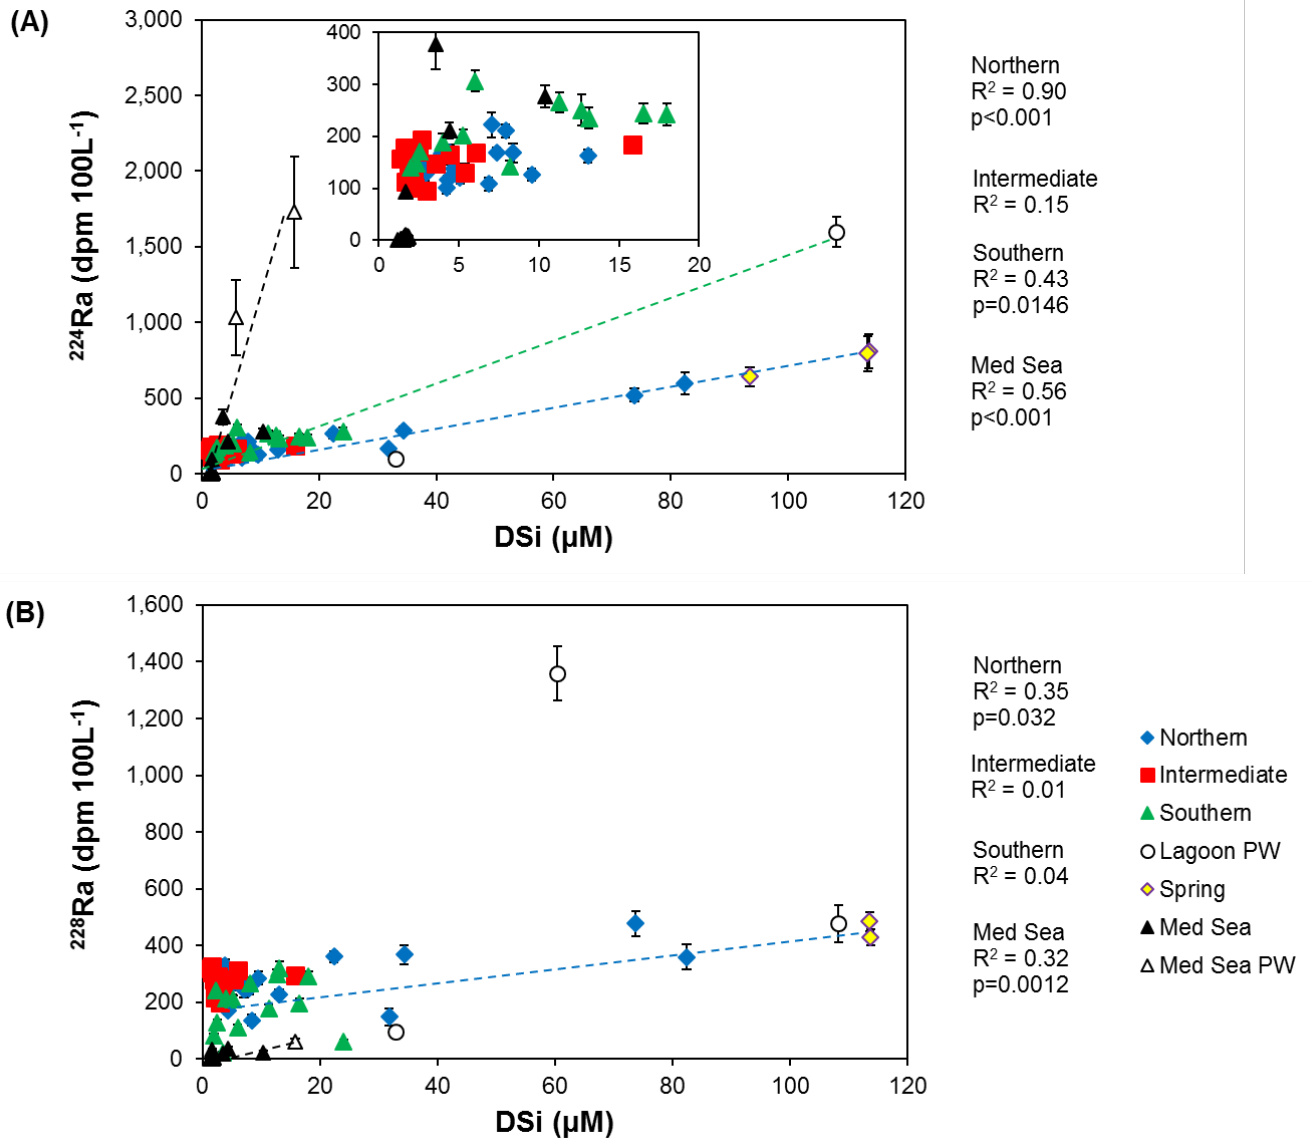 (A)
3,000
2,500
2,000
1,500
1,000
500
0
²²⁴Ra (dpm 100L⁻¹)
400
300
200
100
0
0 5 10 15 20
0 20 40 60 80 100 120
DSi (µM)
Northern
R² = 0.90
p<0.001
Intermediate
R² = 0.15
Southern
R² = 0.43
p=0.0146
Med Sea
R² = 0.56
p<0.001
(B)
1,600
1,400
1,200
1,000
800
600
400
200
0
²²⁸Ra (dpm 100L⁻¹)
0 20 40 60 80 100 120
DSi (µM)
Northern
R² = 0.35
p=0.032
Intermediate
R² = 0.01
Southern
R² = 0.04
Med Sea
R² = 0.32
p=0.0012
Northern
Intermediate
Southern
Lagoon PW
Spring
Med Sea
Med Sea PW